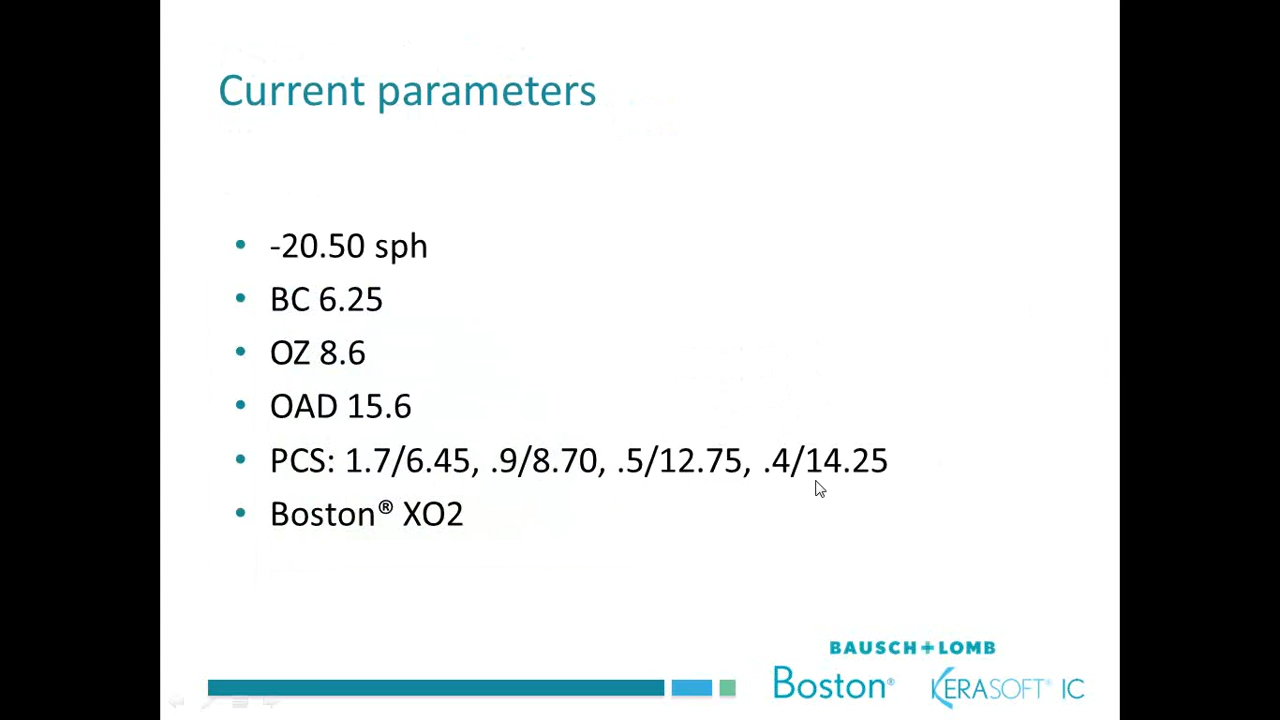 Current parameters
• -20.50 sph
• BC 6.25
• OZ 8.6
• OAD 15.6
• PCS: 1.7/6.45, .9/8.70, .5/12.75, .4/14.25
• Boston® XO2
BAUSCH+LOMB
Boston® KERASOFT® IC